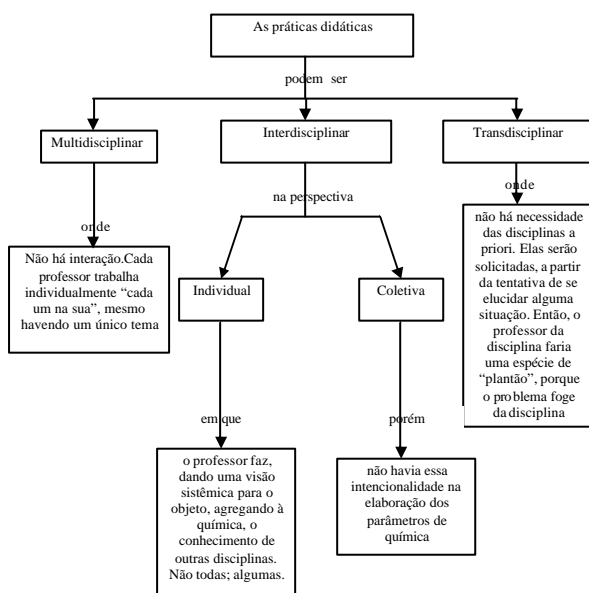 As práticas didáticas
podem ser
Multidisciplinar
Interdisciplinar
Transdisciplinar
onde
Não há interação.Cada
professor trabalha
individualmente “cada
um na sua”, mesmo
havendo um único tema
na perspectiva
Individual
Coletiva
em que
o professor faz,
dando uma visão
sistêmica para o
objeto, agregando à
química, o
conhecimento de
outras disciplinas.
Não todas; algumas.
porém
não havia essa
intencionalidade na
elaboração dos
parâmetros de
química
onde
não há necessidade
das disciplinas a
priori. Elas serão
solicitadas, a partir
da tentativa de se
elucidar alguma
situação. Então, o
professor da
disciplina faria
uma espécie de
“plantão”, porque
o problema foge
da disciplina